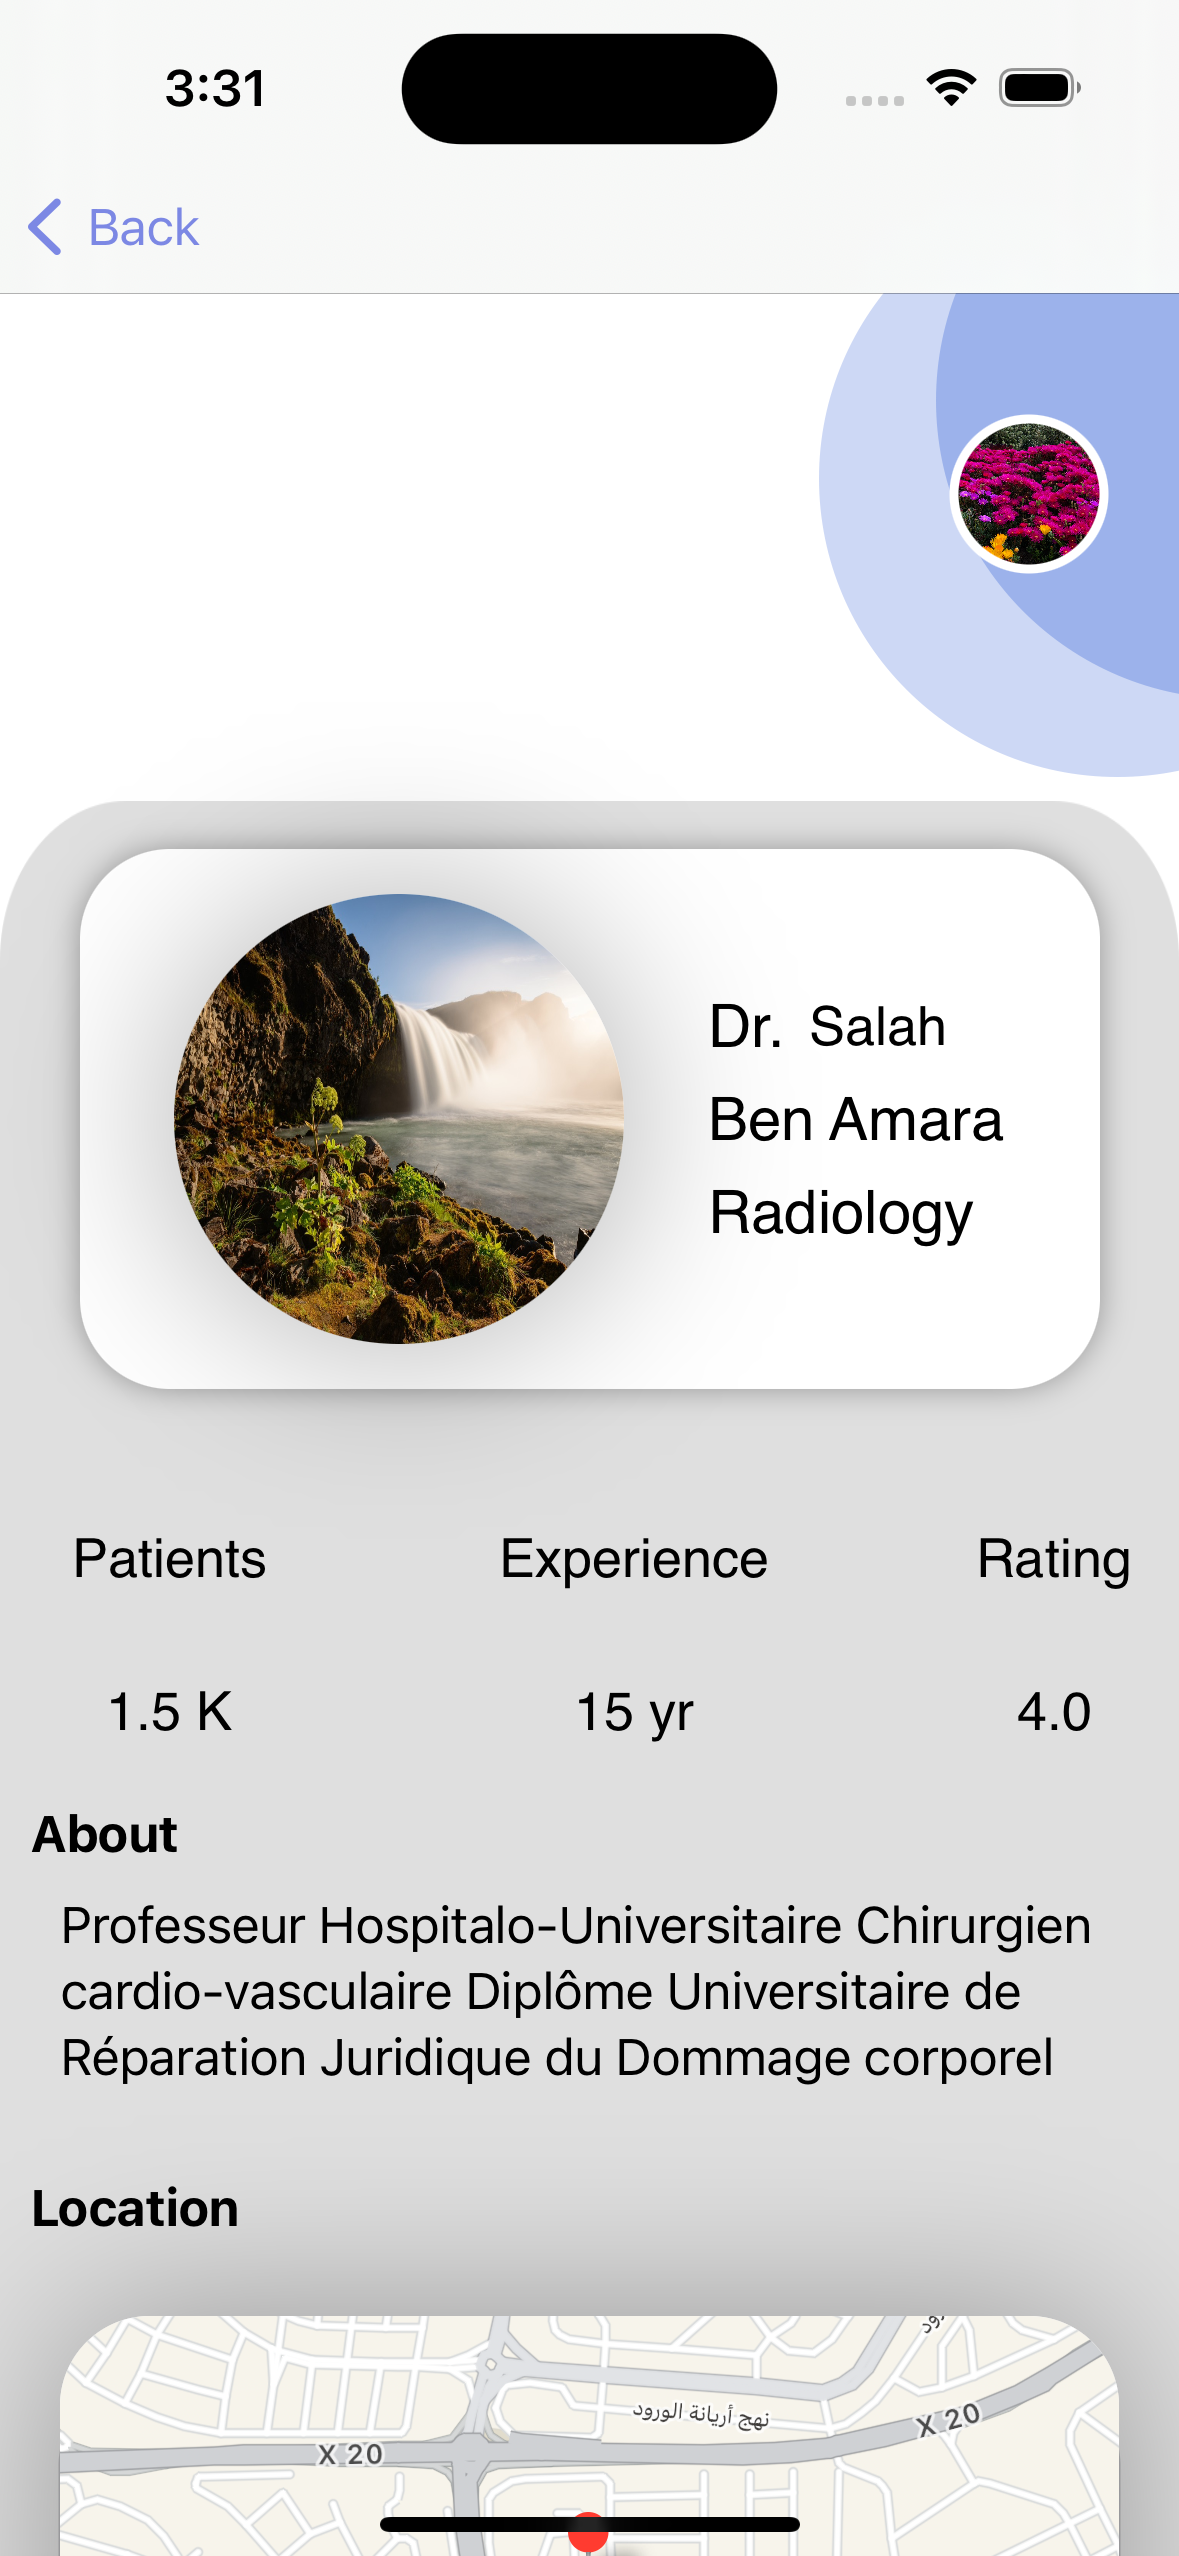 3:31
Back
Dr. Salah
Ben Amara
Radiology
Patients Experience Rating
1.5 K 15 yr 4.0
About
Professeur Hospitalo-Universitaire Chirurgien
cardio-vasculaire Diplôme Universitaire de
Réparation Juridique du Dommage corporel
Location
نهج أريانة الورود
X 20
X 20